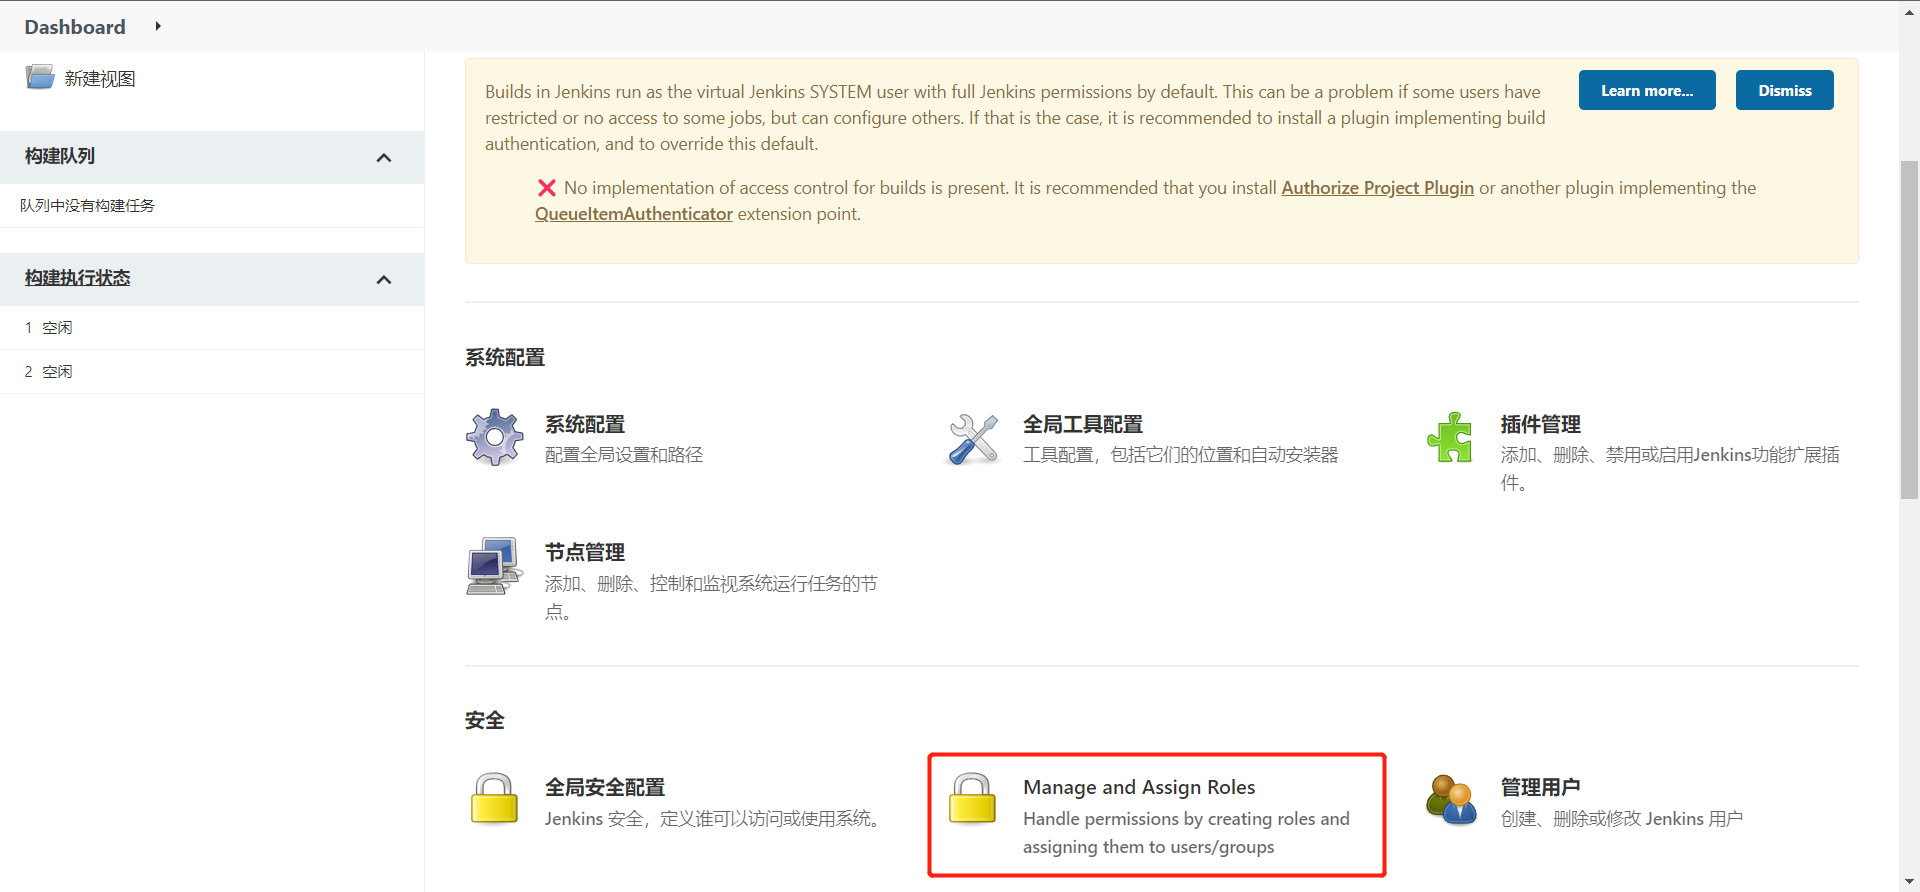 Dashboard
新建视图
构建队列
队列中没有构建任务
构建执行状态
1 空闲
2 空闲
Builds in Jenkins run as the virtual Jenkins SYSTEM user with full Jenkins permissions by default. This can be a problem if some users have
restricted or no access to some jobs, but can configure others. If that is the case, it is recommended to install a plugin implementing build
authentication, and to override this default.
Learn more...
Dismiss
No implementation of access control for builds is present. It is recommended that you install Authorize Project Plugin or another plugin implementing the
QueueItemAuthenticator extension point.
系统配置
系统配置
配置全局设置和路径
全局工具配置
工具配置，包括它们的位置和自动安装器
插件管理
添加、删除、禁用或启用Jenkins功能扩展插
件。
节点管理
添加、删除、控制和监视系统运行任务的节
点。
安全
全局安全配置
Jenkins 安全，定义谁可以访问或使用系统。
Manage and Assign Roles
Handle permissions by creating roles and
assigning them to users/groups
管理用户
创建、删除或修改 Jenkins 用户